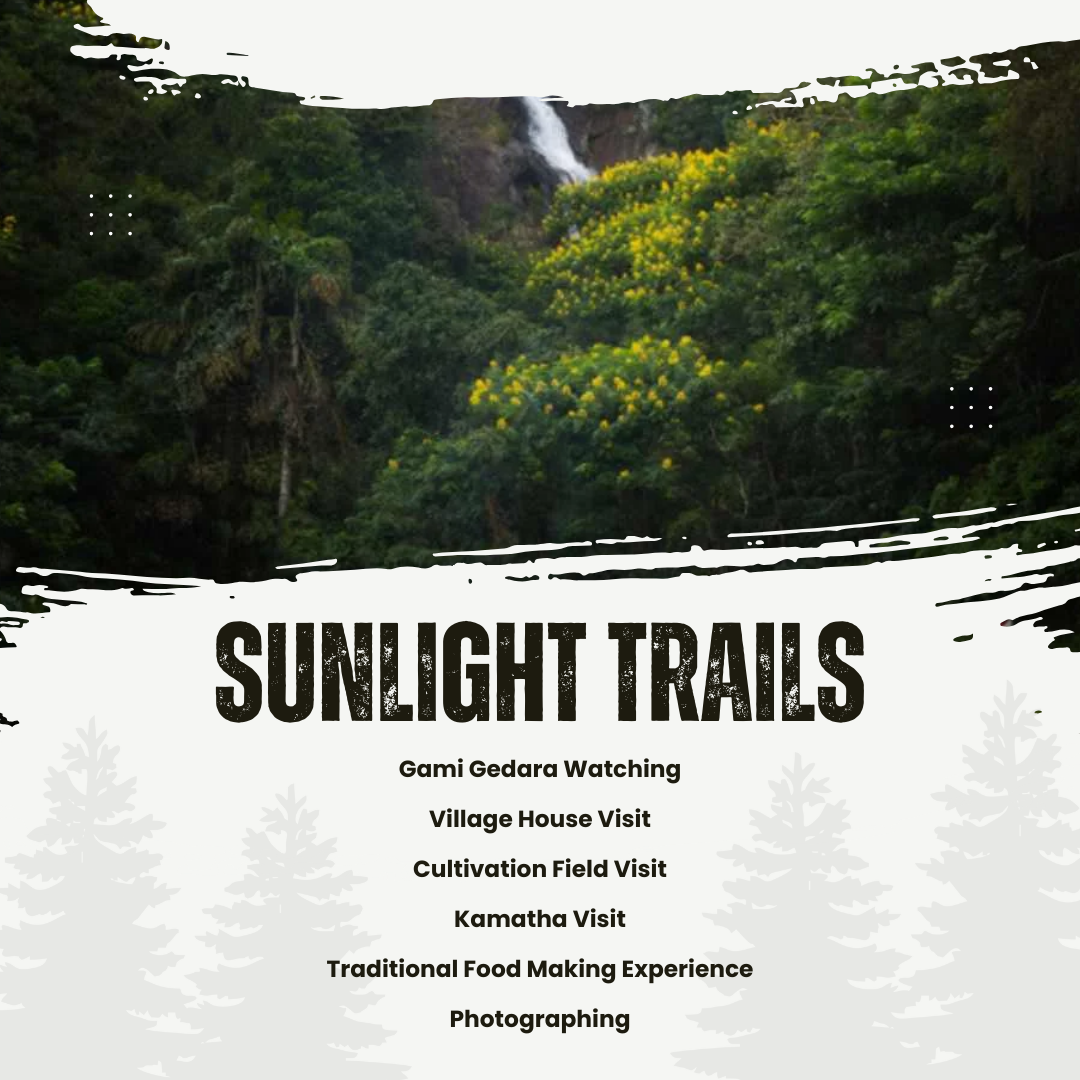 SUNLIGHT TRAILS
Gami Gedara Watching
Village House Visit
Cultivation Field Visit
Kamatha Visit
Traditional Food Making Experience
Photographing